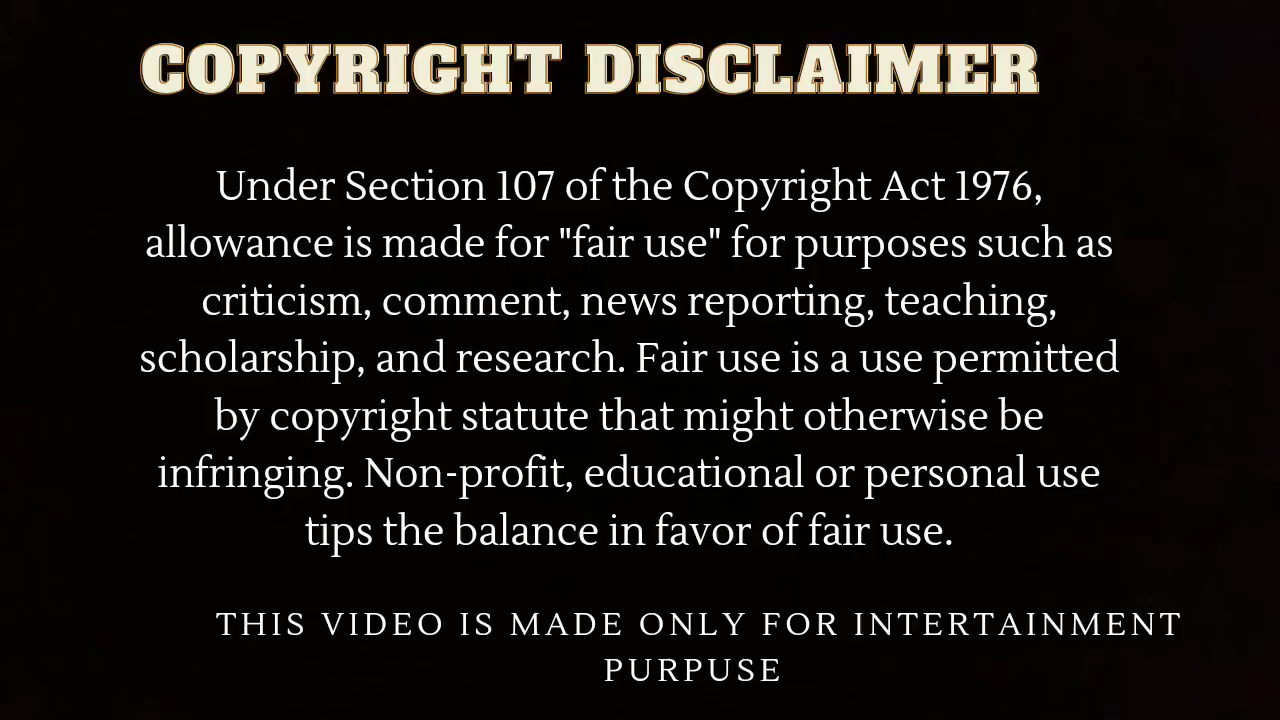 COPYRIGHT DISCLAIMER
Under Section 107 of the Copyright Act 1976,
allowance is made for "fair use" for purposes such as
criticism, comment, news reporting, teaching,
scholarship, and research. Fair use is a use permitted
by copyright statute that might otherwise be
infringing. Non-profit, educational or personal use
tips the balance in favor of fair use.
THIS VIDEO IS MADE ONLY FOR INTERTAINMENT
PURPUSE